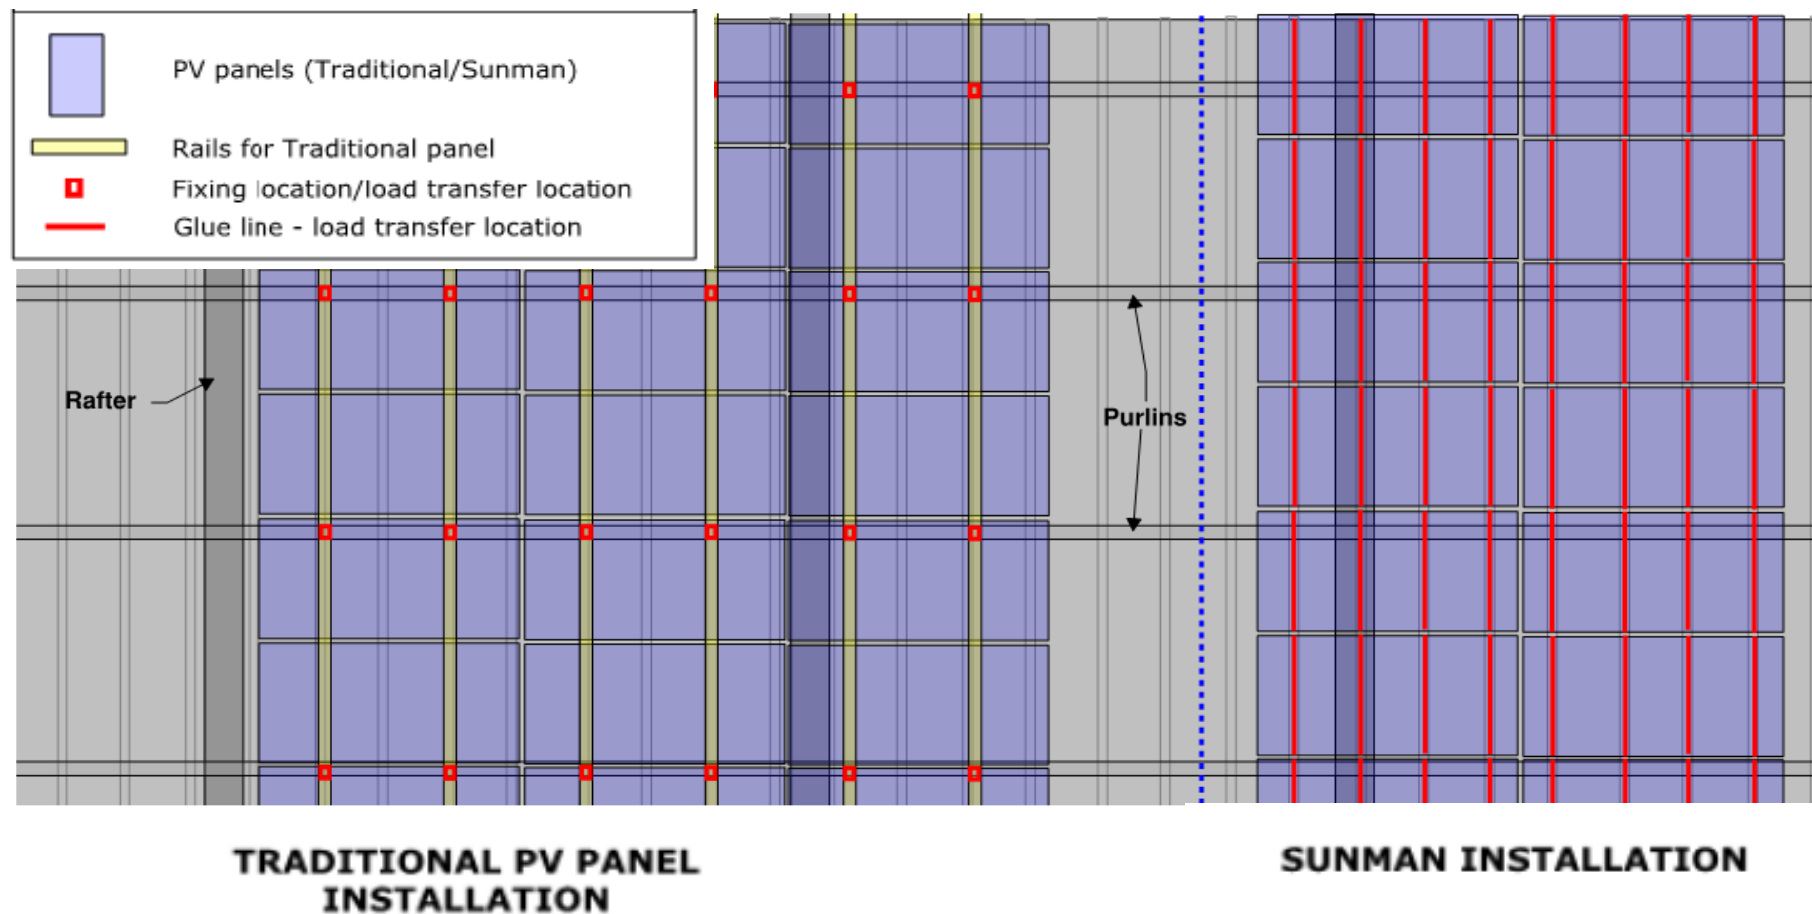 PV panels (Traditional/Sunman)
Rails for Traditional panel
Fixing location/load transfer location
Glue line - load transfer location
Rafter
Purlins
TRADITIONAL PV PANEL
INSTALLATION
SUNMAN INSTALLATION